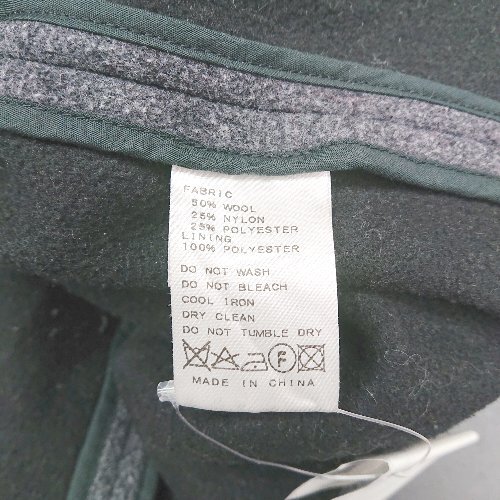 FABRIC
50% WOOL
25% NYLON
25% POLYESTER
LINING
100% POLYESTER
DO NOT WASH
DO NOT BLEACH
COOL IRON
DRY CLEAN
DO NOT TUMBLE DRY
F
MADE IN CHINA